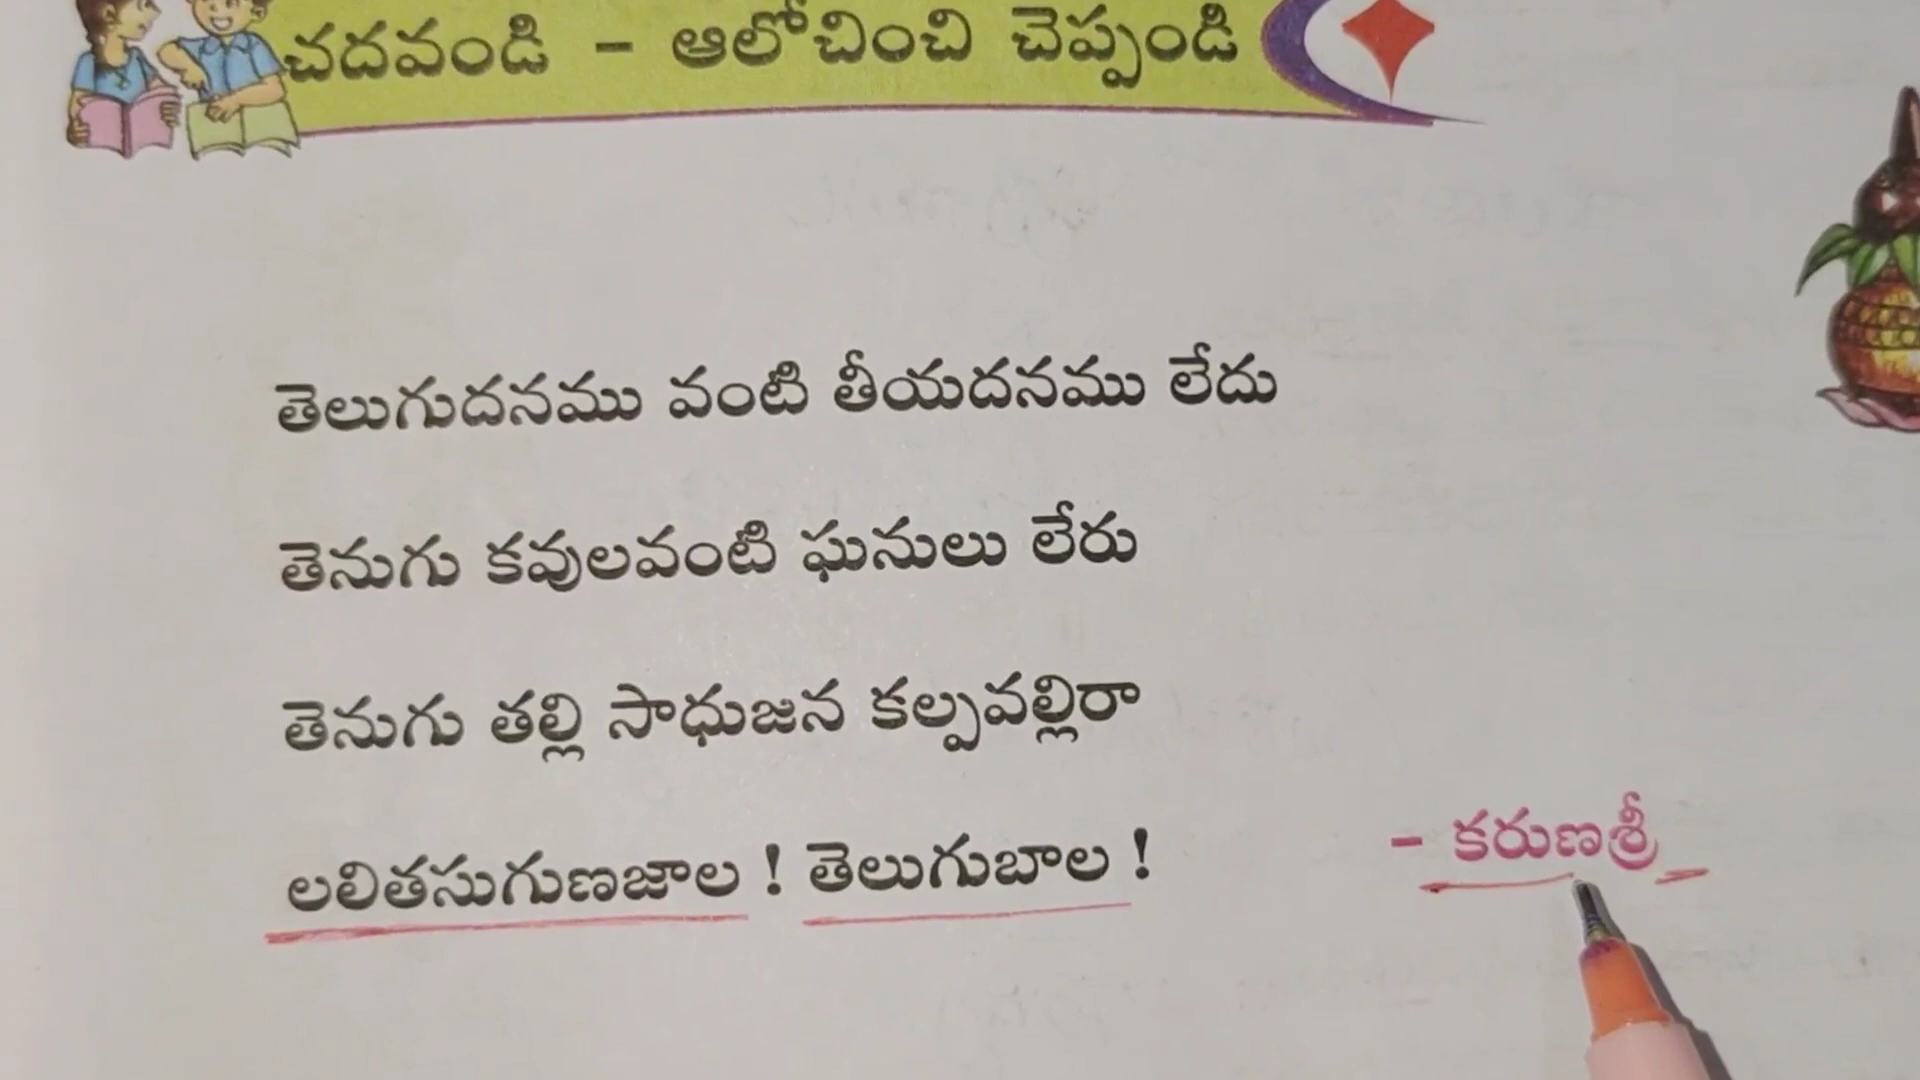 చదవండి – ఆలోచించి చెప్పండి
తెలుగుదనము వంటి తీయదనము లేదు
తెనుగు కవులవంటి ఘనులు లేరు
తెనుగు తల్లి సాధుజన కల్పవల్లిరా
లలితసుగుణజాల ! తెలుగుబాల !
– కరుణశ్రీ